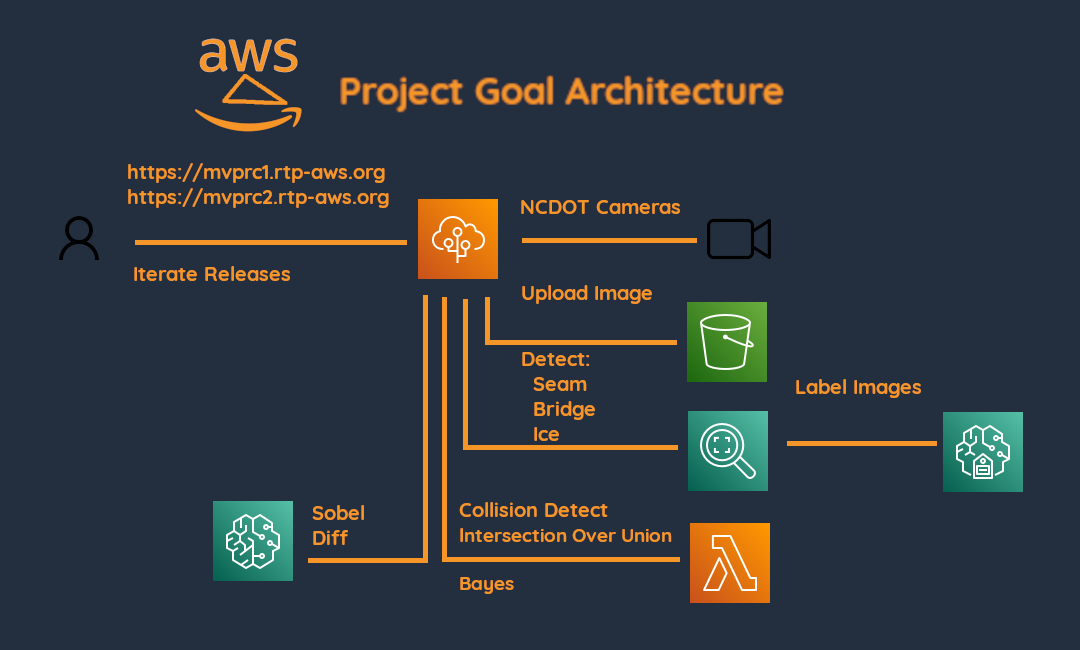 aws
Project Goal Architecture
https://mvprc1.rtp-aws.org
https://mvprc2.rtp-aws.org
Iterate Releases
NCDOT Cameras
Upload Image
Detect:
Seam
Bridge
Ice
Label Images
Sobel
Diff
Collision Detect
Intersection Over Union
Bayes